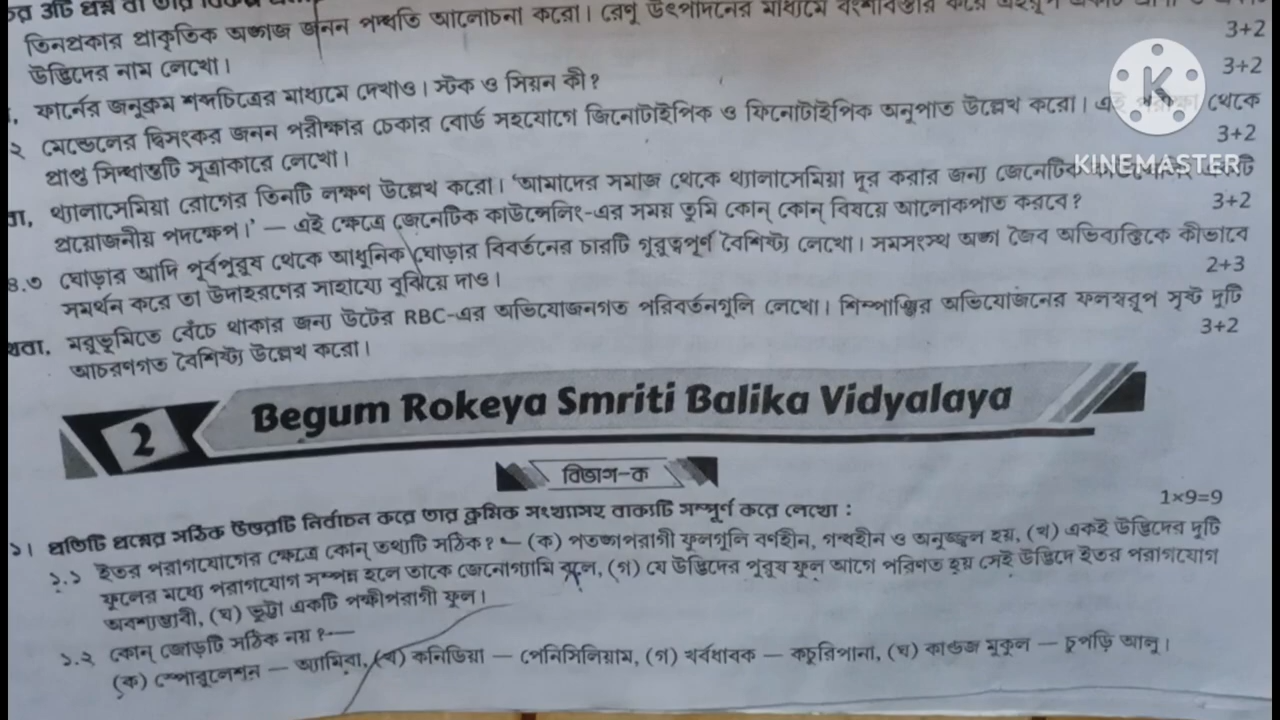 ৩টি প্রশ্ন বা তার
তিনপ্রকার প্রাকৃতিক অঙ্গজ জনন পদ্ধতি আলোচনা করো। রেণু উৎপাদনের মাধ্যমে বংশবিস্তার করে
উদ্ভিদের নাম লেখো। 3+2
ফার্নের জনুক্রম শব্দচিত্রের মাধ্যমে দেখাও। স্টক ও সিয়ন কী? 3+2
২ মেন্ডেলের দ্বিসংকর জনন পরীক্ষার চেকার বোর্ড সহযোগে জিনোটাইপিক ও ফিনোটাইপিক অনুপাত উল্লেখ করো। এই পরীক্ষা থেকে
প্রাপ্ত সিদ্ধান্তটি সূত্রাকারে লেখো। 3+2
বা, থ্যালাসেমিয়া রোগের তিনটি লক্ষণ উল্লেখ করো। 'আমাদের সমাজ থেকে থ্যালাসেমিয়া দূর করার জন্য জেনেটিক একটি
প্রয়োজনীয় পদক্ষেপ।' — এই ক্ষেত্রে জেনেটিক কাউন্সেলিং-এর সময় তুমি কোন্ কোন্ বিষয়ে আলোকপাত করবে? 3+2
৪.৩ ঘোড়ার আদি পূর্বপুরুষ থেকে আধুনিক ঘোড়ার বিবর্তনের চারটি গুরুত্বপূর্ণ বৈশিষ্ট্য লেখো। সমসংস্থ অঙ্গ জৈব অভিব্যক্তিকে কীভাবে
সমর্থন করে তা উদাহরণের সাহায্যে বুঝিয়ে দাও। 2+3
থবা, মরুভূমিতে বেঁচে থাকার জন্য উটের RBC-এর অভিযোজনগত পরিবর্তনগুলি লেখো। শিম্পাঞ্জির অভিযোজনের ফলস্বরূপ সৃষ্ট দুটি
আচরণগত বৈশিষ্ট্য উল্লেখ করো। 3+2
K
KINEMASTER
2 Begum Rokeya Smriti Balika Vidyalaya
বিভাগ-ক
১। প্রতিটি প্রশ্নের সঠিক উত্তরটি নির্বাচন করে তার ক্রমিক সংখ্যাসহ বাক্যটি সম্পূর্ণ করে লেখো : 1×9=9
১.১ ইতর পরাগযোগের ক্ষেত্রে কোন্ তথ্যটি সঠিক? — (ক) পতঙ্গপরাগী ফুলগুলি বর্ণহীন, গন্ধহীন ও অনুজ্জ্বল হয়, (খ) একই উদ্ভিদের দুটি
ফুলের মধ্যে পরাগযোগ সম্পন্ন হলে তাকে জেনোগ্যামি বলে, (গ) যে উদ্ভিদের পুরুষ ফুল আগে পরিণত হয় সেই উদ্ভিদে ইতর পরাগযোগ
অবশ্যম্ভাবী, (ঘ) ভুট্টা একটি পক্ষীপরাগী ফুল।
১.২ কোন্ জোড়টি সঠিক নয়?—
(ক) স্পোরুলেশন — অ্যামিবা, (খ) কনিডিয়া — পেনিসিলিয়াম, (গ) খর্বধাবক — কচুরিপানা, (ঘ) কাণ্ডজ মুকুল — চুপড়ি আলু।